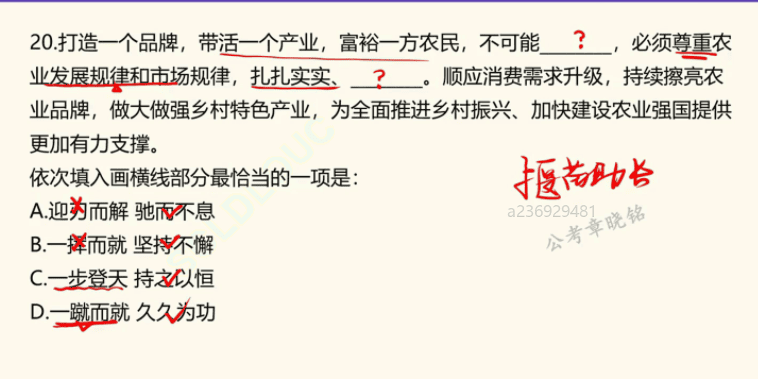 20.打造一个品牌，带活一个产业，富裕一方农民，不可能______，必须尊重农
业发展规律和市场规律，扎扎实实、______。顺应消费需求升级，持续擦亮农
业品牌，做大做强乡村特色产业，为全面推进乡村振兴、加快建设农业强国提供
更加有力支撑。
依次填入画横线部分最恰当的一项是：
A.迎刃而解 驰而不息
B.一挥而就 坚持不懈
C.一步登天 持之以恒
D.一蹴而就 久久为功
揠苗助长
a236929481
公考章晓铭